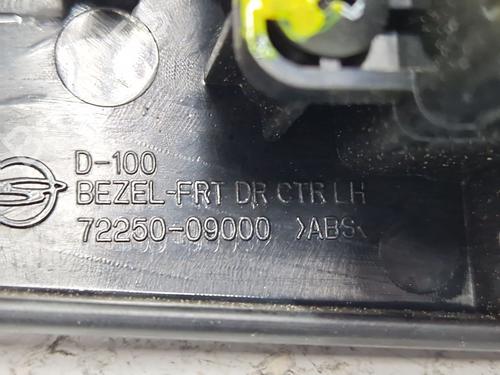 D-100
BEZEL-FRT DR CTR LH
72250-09000 >ABS<